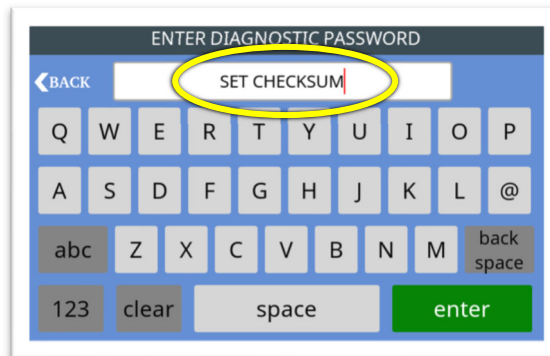 ENTER DIAGNOSTIC PASSWORD
BACK SET CHECKSUM
Q W E R T Y U I O P
A S D F G H J K L @
abc Z X C V B N M back space
123 clear space enter